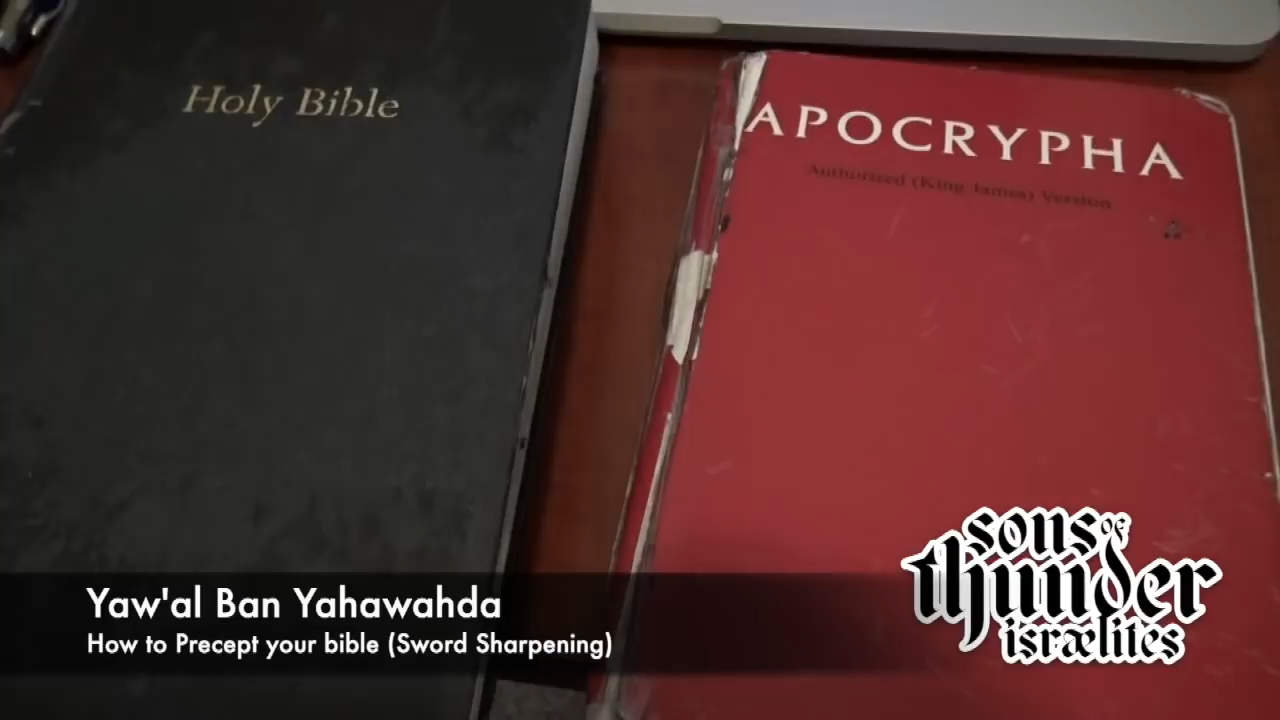 Holy Bible
APOCRYPHA
Authorized (King James) Version
Yaw'al Ban Yahawahda
How to Precept your bible (Sword Sharpening)
sons of
thunder
israelites